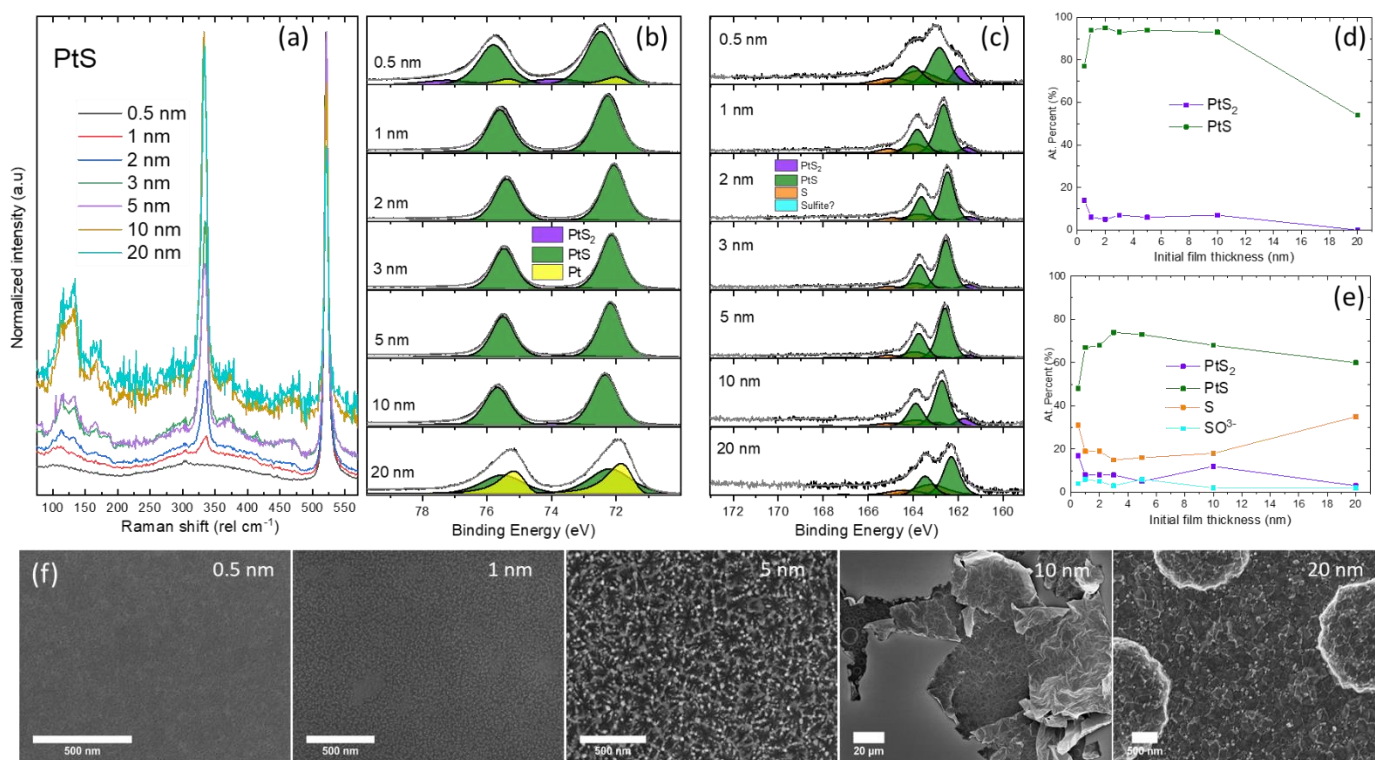 (a)
PtS
0.5 nm
1 nm
2 nm
3 nm
5 nm
10 nm
20 nm
Normalized intensity (a.u)
100 150 200 250 300 350 400 450 500 550
Raman shift (rel cm⁻¹)
(b)
0.5 nm
1 nm
2 nm
3 nm
PtS₂
PtS
Pt
5 nm
10 nm
20 nm
78 76 74 72
Binding Energy (eV)
(c)
0.5 nm
1 nm
2 nm
PtS₂
PtS
S
Sulfite?
3 nm
5 nm
10 nm
20 nm
172 170 168 166 164 162 160
Binding Energy (eV)
(d)
At. Percent (%)
100
80
60
40
20
0
PtS₂
PtS
0 2 4 6 8 10 12 14 16 18 20
Initial film thickness (nm)
(e)
At. Percent (%)
100
80
60
40
20
0
PtS₂
PtS
S
SO³⁻
0 2 4 6 8 10 12 14 16 18 20
Initial film thickness (nm)
(f)
0.5 nm
500 nm
1 nm
500 nm
5 nm
500 nm
10 nm
20 µm
20 nm
500 nm